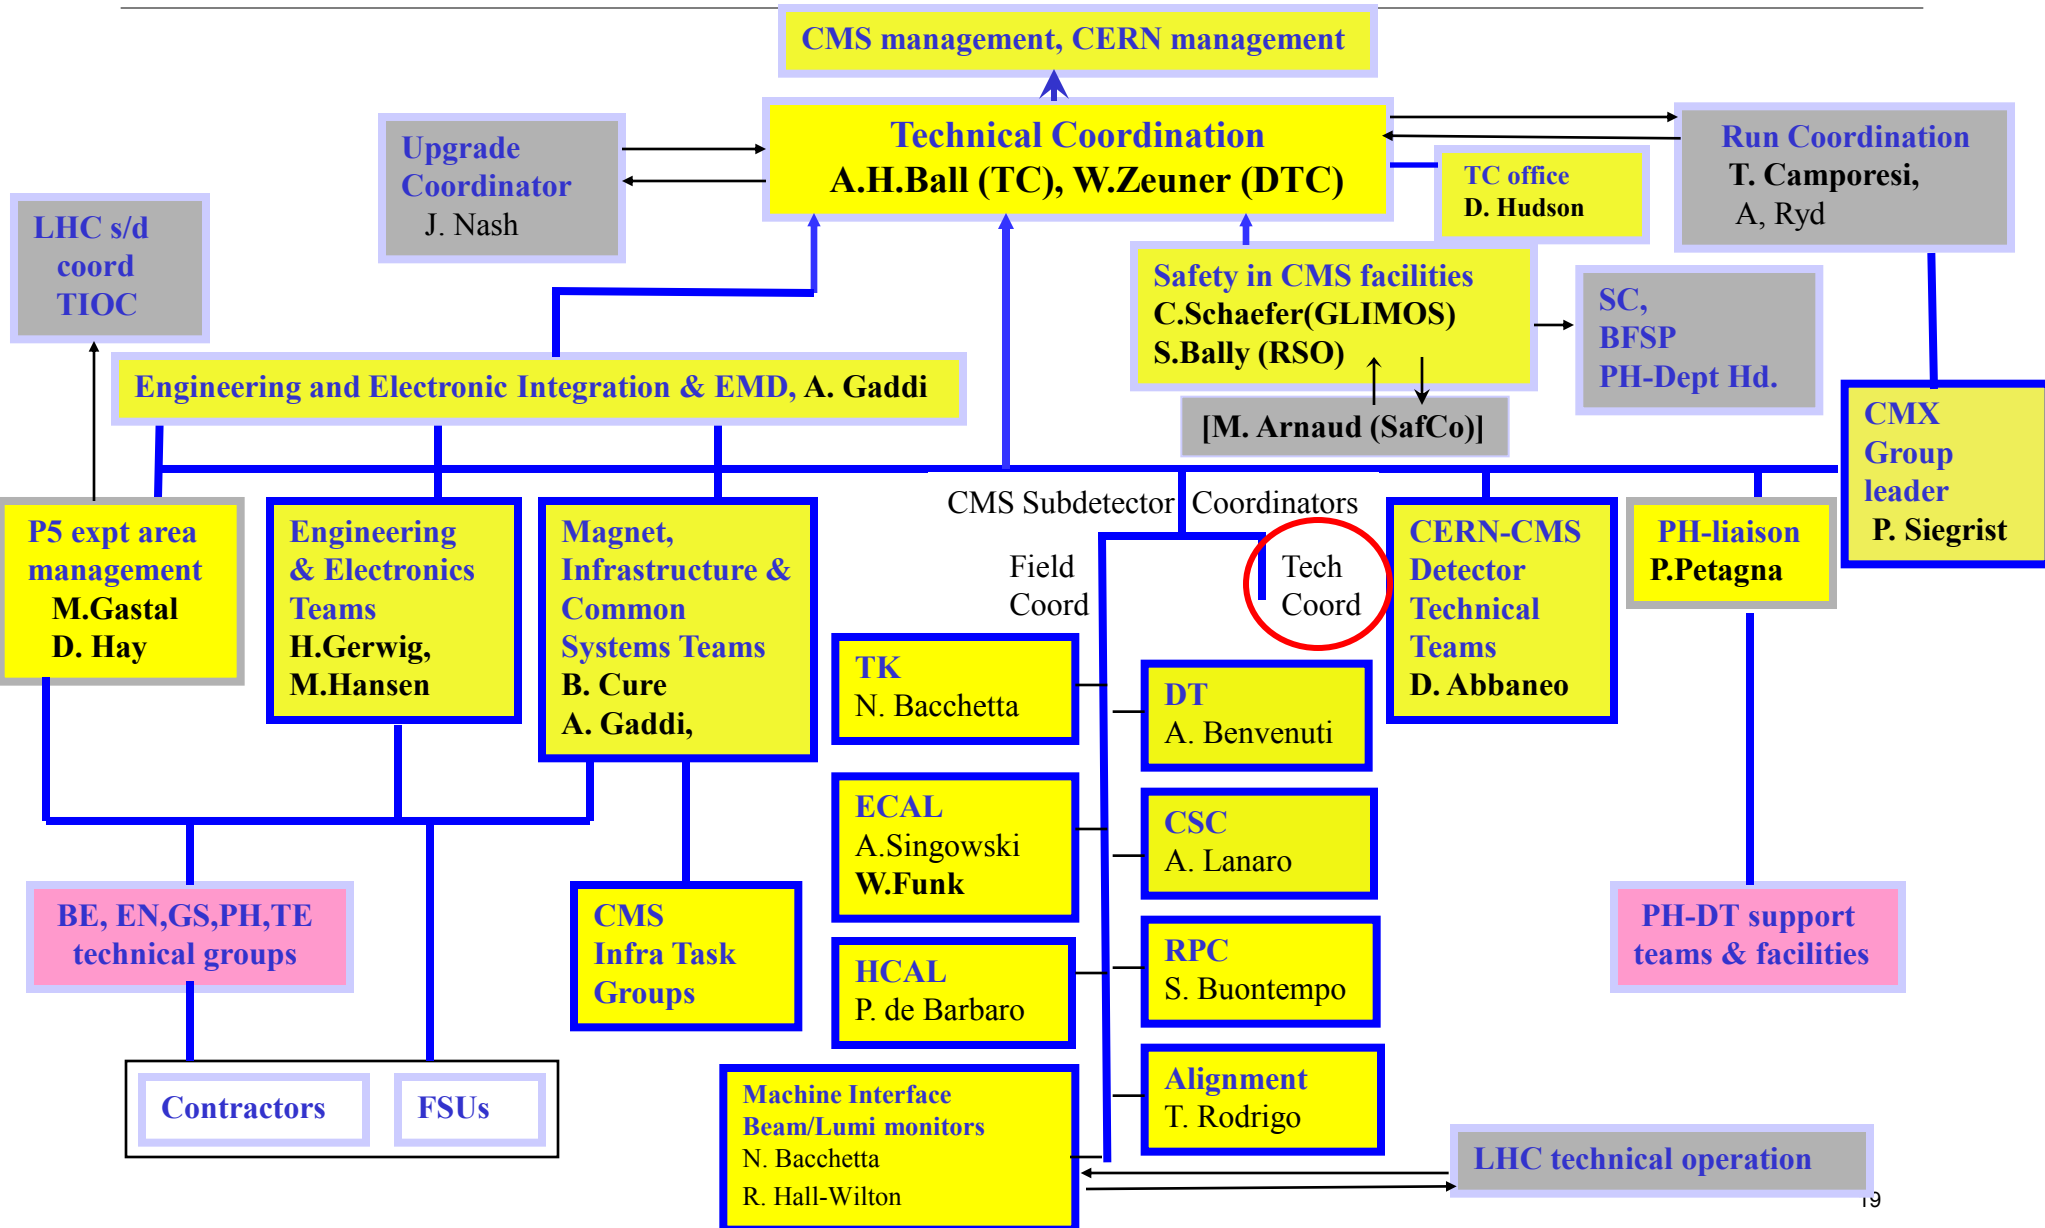 CMS management, CERN management
Technical Coordination
A.H.Ball (TC), W.Zeuner (DTC)
Upgrade
Coordinator
J. Nash
Run Coordination
T. Camporesi,
A, Ryd
TC office
D. Hudson
LHC s/d
coord
TIOC
Safety in CMS facilities
C.Schaefer(GLIMOS)
S.Bally (RSO)
SC,
BFSP
PH-Dept Hd.
Engineering and Electronic Integration & EMD, A. Gaddi
[M. Arnaud (SafCo)]
CMX
Group
leader
P. Siegrist
CMS Subdetector Coordinators
P5 expt area
management
M.Gastal
D. Hay
Engineering
& Electronics
Teams
H.Gerwig,
M.Hansen
Magnet,
Infrastructure &
Common
Systems Teams
B. Cure
A. Gaddi,
Field
Coord
Tech
Coord
CERN-CMS
Detector
Technical
Teams
D. Abbaneo
PH-liaison
P.Petagna
TK
N. Bacchetta
DT
A. Benvenuti
ECAL
A.Singowski
W.Funk
CSC
A. Lanaro
BE, EN,GS,PH,TE
technical groups
CMS
Infra Task
Groups
HCAL
P. de Barbaro
RPC
S. Buontempo
PH-DT support
teams & facilities
Contractors
FSUs
Machine Interface
Beam/Lumi monitors
N. Bacchetta
R. Hall-Wilton
Alignment
T. Rodrigo
LHC technical operation
19